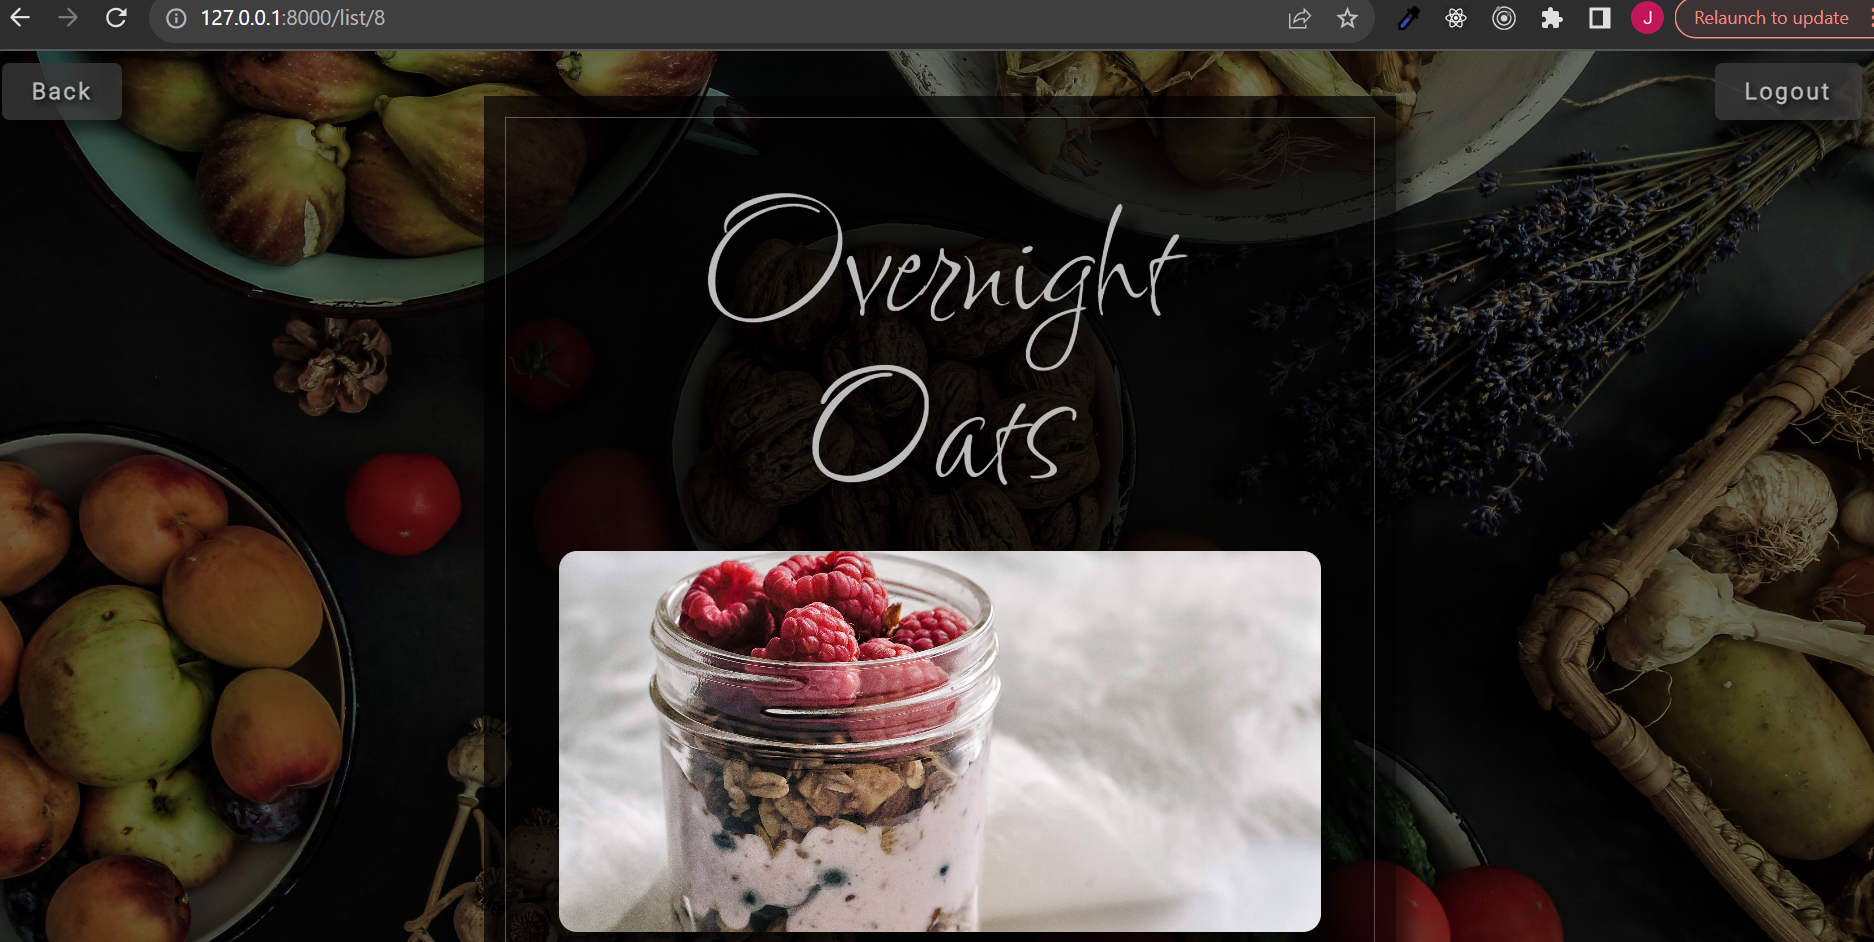 127.0.0.1:8000/list/8
J
Relaunch to update
Back
Logout
Overnight
Oats